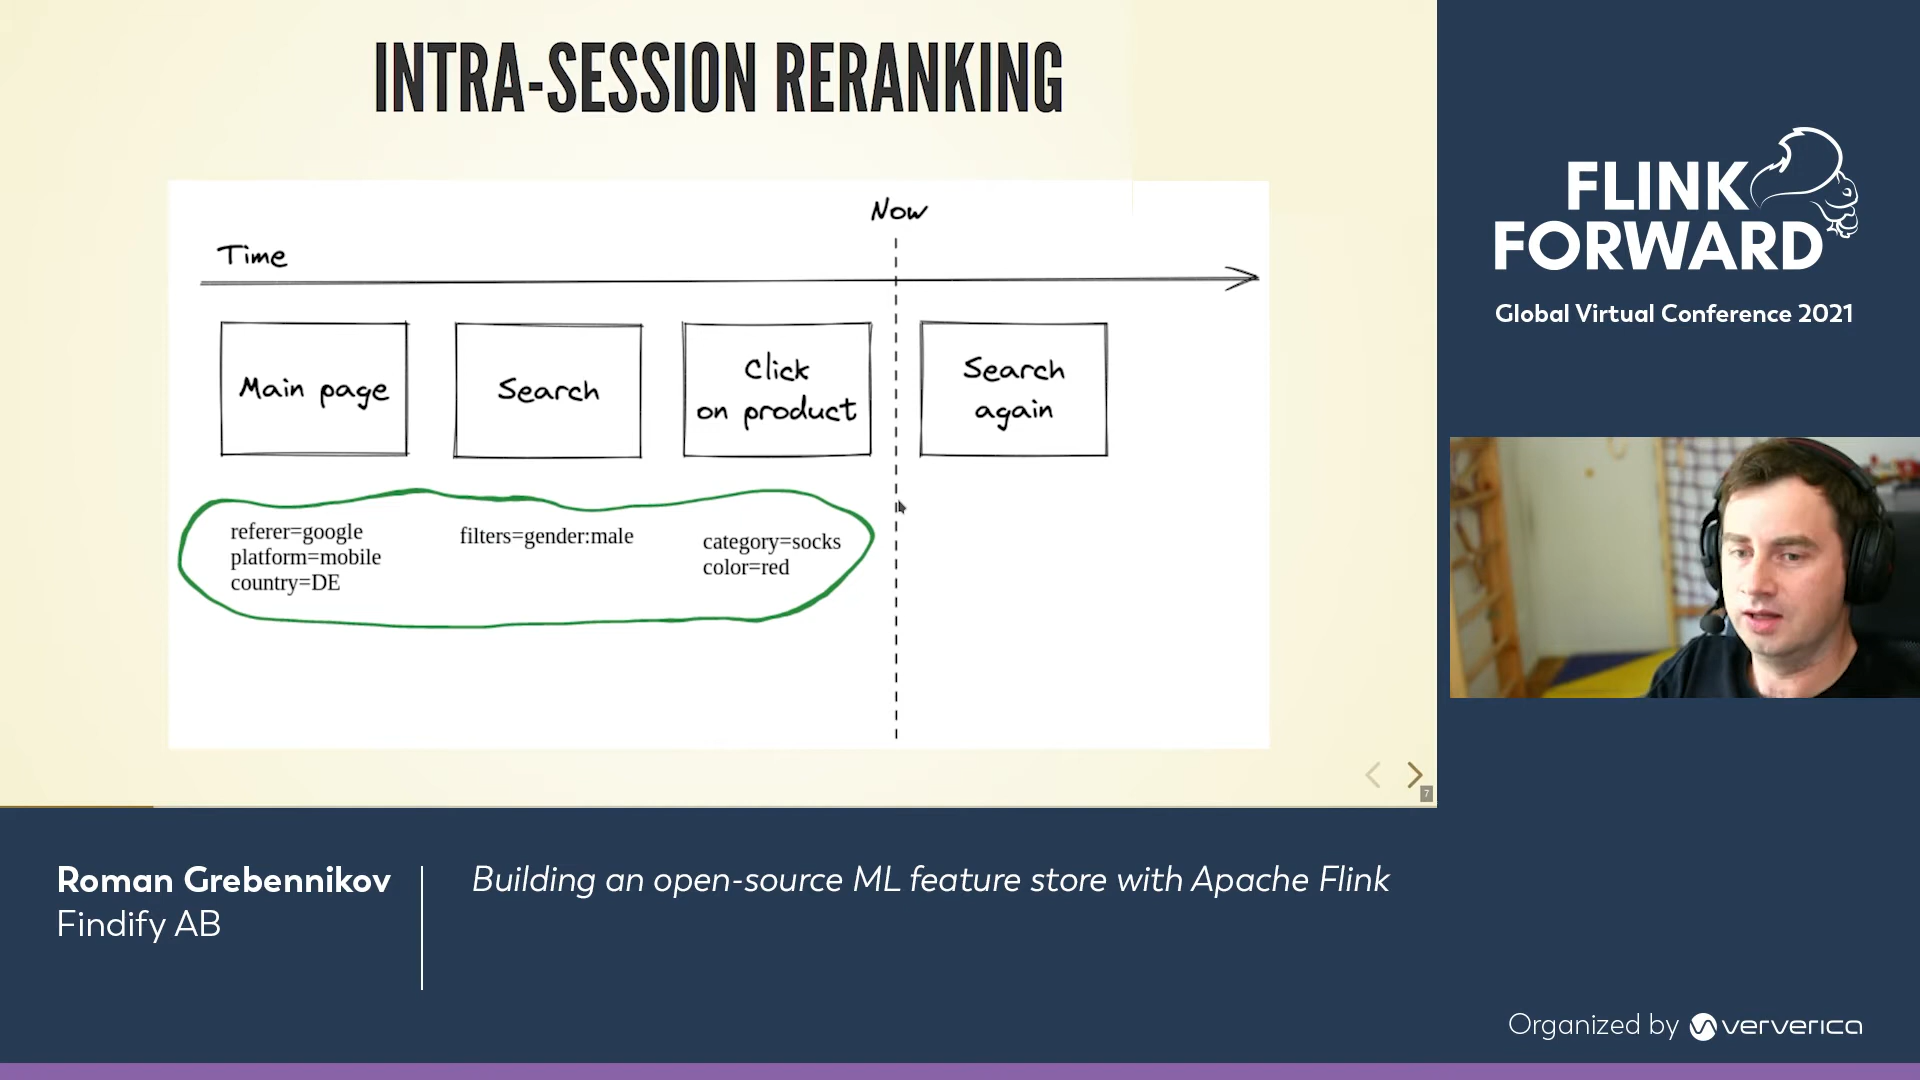 INTRA-SESSION RERANKING
Now
Time
Main page
Search
Click
on product
Search
again
referer=google
platform=mobile
country=DE
filters=gender:male
category=socks
color=red
7
FLINK
FORWARD
Global Virtual Conference 2021
Roman Grebennikov
Findify AB
Building an open-source ML feature store with Apache Flink
Organized by ververica